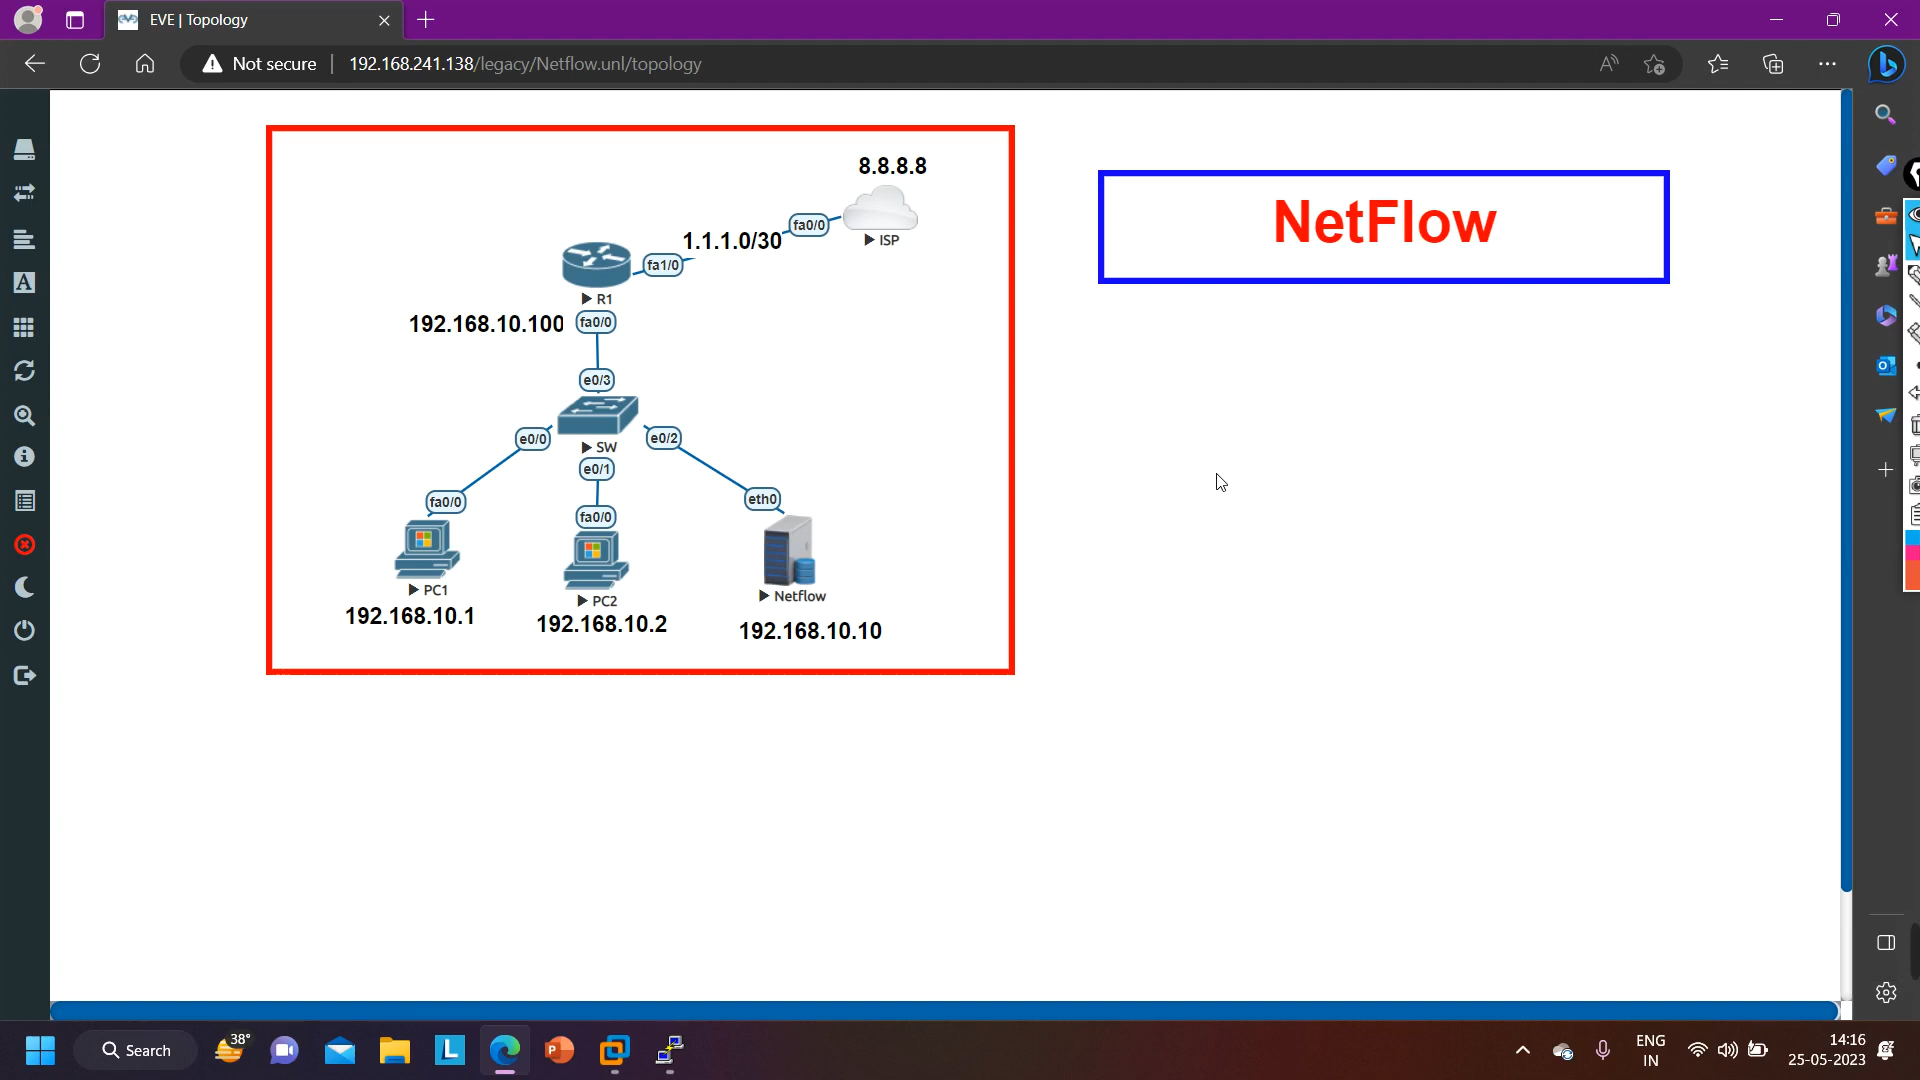 EVE | Topology
Not secure
192.168.241.138/legacy/Netflow.unl/topology
8.8.8.8
fa0/0
1.1.1.0/30
ISP
fa1/0
R1
192.168.10.100
fa0/0
e0/3
e0/0
SW
e0/2
e0/1
fa0/0
fa0/0
eth0
PC1
PC2
Netflow
192.168.10.1
192.168.10.2
192.168.10.10
NetFlow
A
L
38°
Search
ENG
IN
14:16
25-05-2023